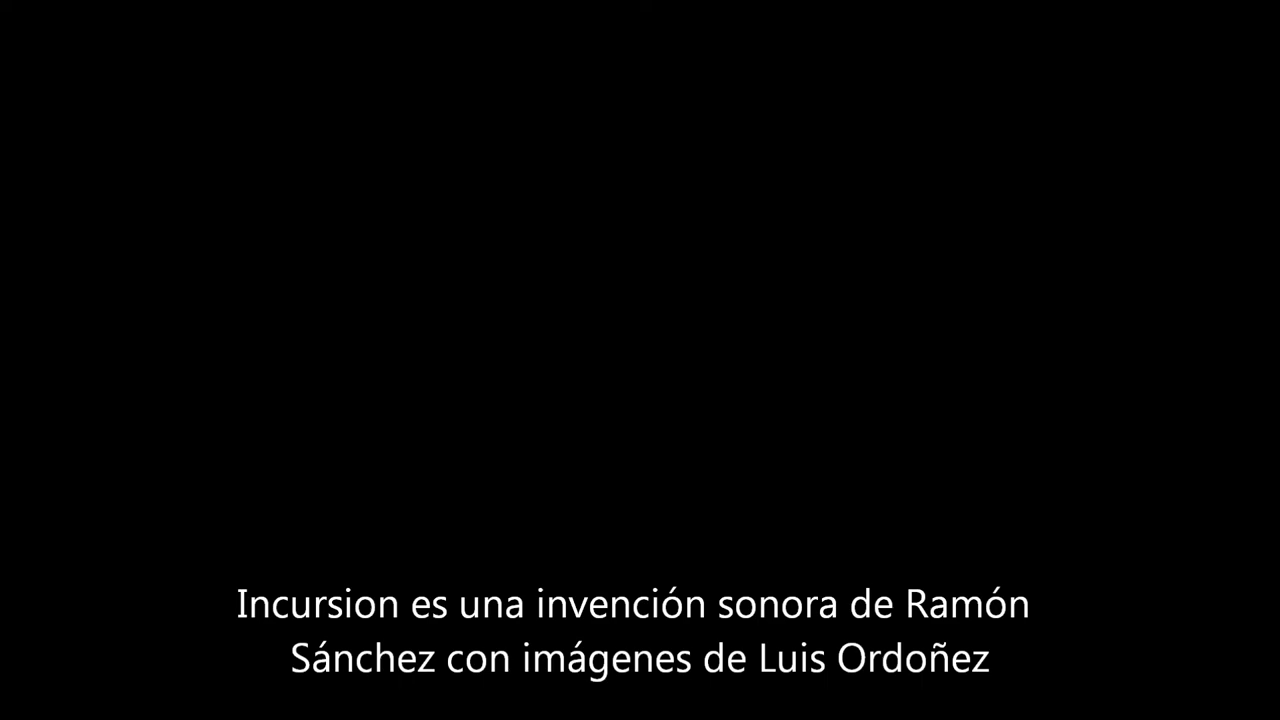 Incursion es una invención sonora de Ramón
Sánchez con imágenes de Luis Ordoñez